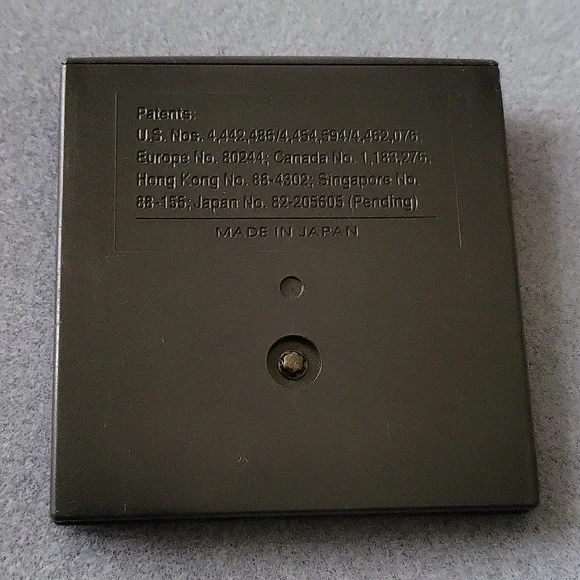 Patents:
U.S. Nos. 4,442,486/4,454,594/4,462,076;
Europe No. 80244; Canada No. 1,183,276;
Hong Kong No. 88-4302; Singapore No.
88-155; Japan No. 82-205605 (Pending)
MADE IN JAPAN